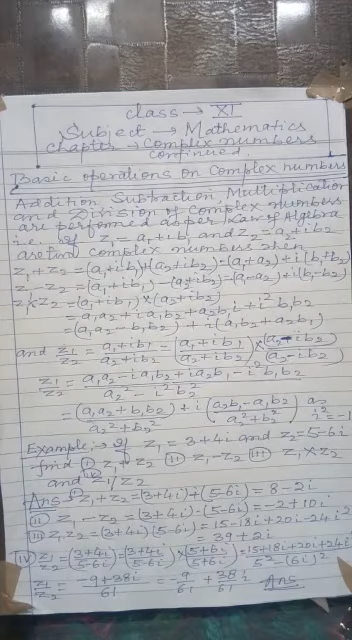 class → XI
Subject → Mathematics
chapter → Complex numbers
continued.
Basic operations on Complex numbers
Addition, Subtraction, Multiplication
and Division of complex numbers
are performed as per law of Algebra
i.e. If z₁ = a₁+ib₁ and z₂ = a₂+ib₂
are two complex numbers then
z₁+z₂ = (a₁+ib₁)+(a₂+ib₂) = (a₁+a₂)+i(b₁+b₂)
z₁-z₂ = (a₁+ib₁)-(a₂+ib₂) = (a₁-a₂)+i(b₁-b₂)
z₁×z₂ = (a₁+ib₁)×(a₂+ib₂)
= a₁a₂+ia₁b₂+a₂b₁i+i²b₁b₂
= (a₁a₂-b₁b₂)+i(a₁b₂+a₂b₁)
and z₁/z₂ = a₁+ib₁/a₂+ib₂ = (a₁+ib₁/a₂+ib₂)×(a₂-ib₂/a₂-ib₂)
z₁/z₂ = a₁a₂-ia₁b₂+ia₂b₁-i²b₁b₂/a₂²-i²b₂²
= (a₁a₂+b₁b₂/a₂²+b₂²)+i(a₂b₁-a₁b₂/a₂²+b₂²) as i²=-1
Example:→ If z₁ = 3+4i and z₂=5-6i
find (i) z₁+z₂ (ii) z₁-z₂ (iii) z₁×z₂
and (iv) z₁/z₂
Ans (i) z₁+z₂=(3+4i)+(5-6i)=8-2i
(ii) z₁-z₂=(3+4i)-(5-6i)=-2+10i
(iii) z₁z₂=(3+4i)(5-6i)=15-18i+20i-24i²
= 39+2i
(iv) z₁/z₂=(3+4i/5-6i)=(3+4i/5-6i)×(5+6i/5+6i)=15+18i+20i+24i²/5²-(6i)²
z₁/z₂ = -9+38i/61 = -9/61+38/61 i Ans